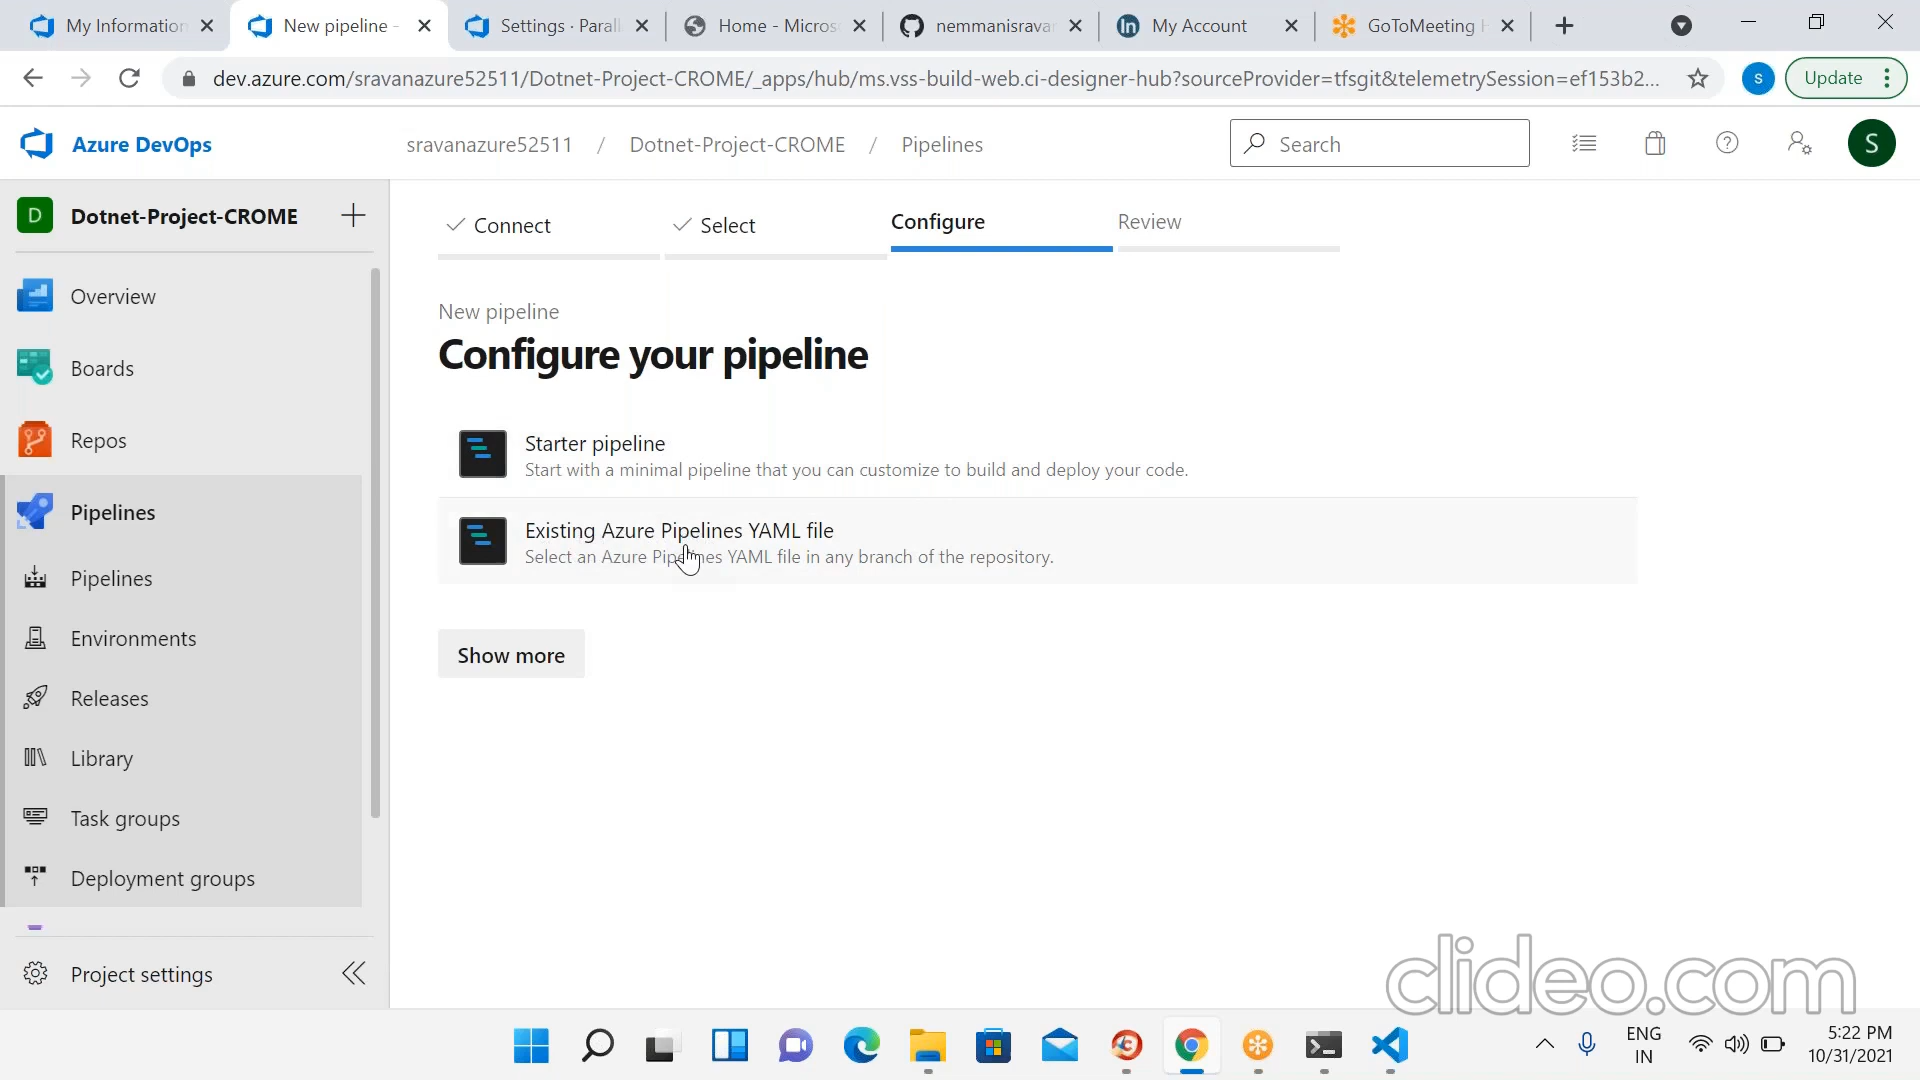 My Information
New pipeline -
Settings · Parall
Home - Micros
nemmanisravan
My Account
GoToMeeting H
dev.azure.com/sravanazure52511/Dotnet-Project-CROME/_apps/hub/ms.vss-build-web.ci-designer-hub?sourceProvider=tfsgit&telemetrySession=ef153b2...
S
Update
Azure DevOps
sravanazure52511 / Dotnet-Project-CROME / Pipelines
Search
S
D
Dotnet-Project-CROME
Overview
Boards
Repos
Pipelines
Pipelines
Environments
Releases
Library
Task groups
Deployment groups
Project settings
Connect
Select
Configure
Review
New pipeline
Configure your pipeline
Starter pipeline
Start with a minimal pipeline that you can customize to build and deploy your code.
Existing Azure Pipelines YAML file
Select an Azure Pipelines YAML file in any branch of the repository.
Show more
clideo.com
ENG
IN
5:22 PM
10/31/2021